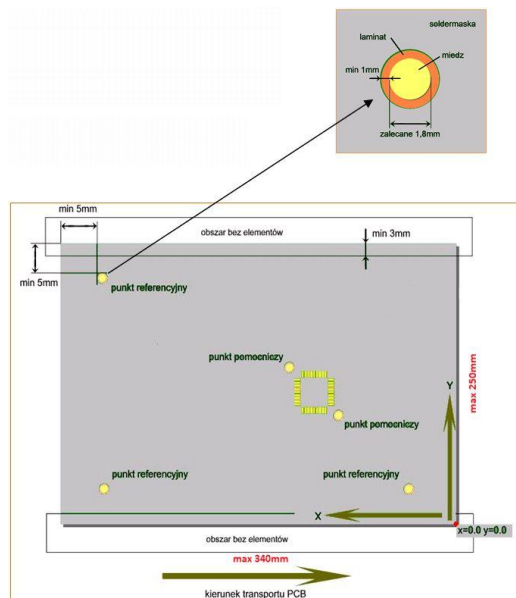 soldermaska
laminat
miedz
min 1mm
zalecane 1,8mm
min 5mm
obszar bez elementów
min 3mm
min 5mm
punkt referencyjny
punkt pomocniczy
max 250mm
Y
punkt pomocniczy
punkt referencyjny
punkt referencyjny
X
x=0.0 y=0.0
obszar bez elementów
max 340mm
kierunek transportu PCB